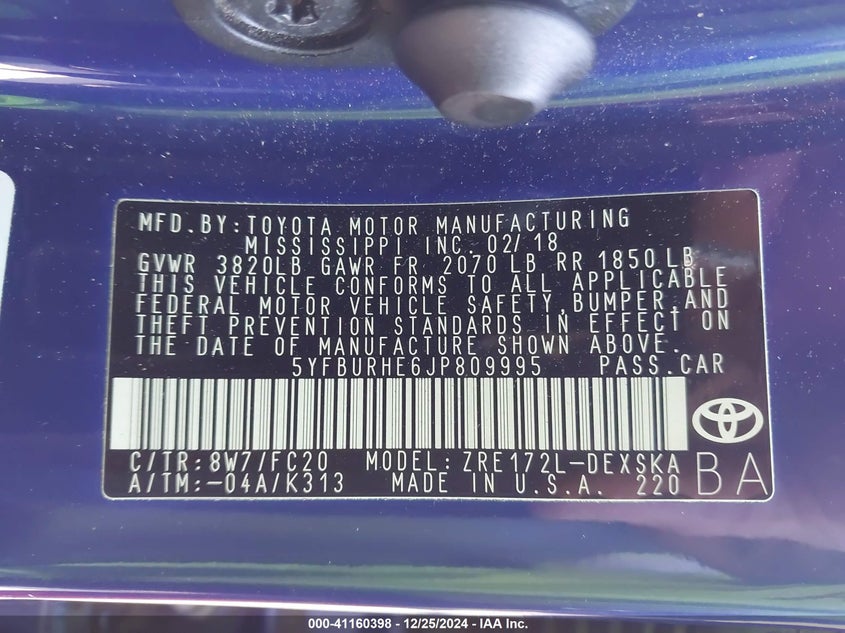 MFD.BY:TOYOTA MOTOR MANUFACTURING
MISSISSIPPI INC. 02/18
GVWR 3820LB GAWR FR. 2070 LB RR 1850 LB
THIS VEHICLE CONFORMS TO ALL APPLICABLE
FEDERAL MOTOR VEHICLE SAFETY,BUMPER,AND
THEFT PREVENTION STANDARDS IN EFFECT ON
THE DATE OF MANUFACTURE SHOWN ABOVE.
5YFBURHE6JP809995 PASS.CAR
C/TR:8W7/FC20 MODEL:ZRE172L-DEXSKA
A/TM:-04A/K313 MADE IN U.S.A. 220 BA
000-41160398 - 12/25/2024 - IAA Inc.